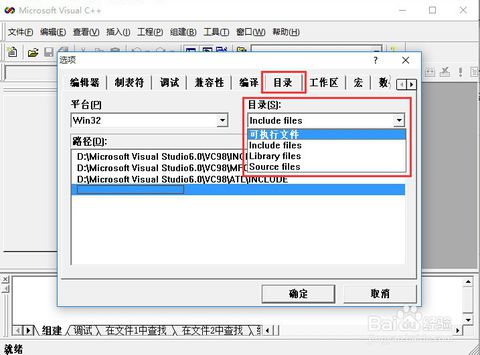 Microsoft Visual C++
文件(F) 编辑(E) 查看(V) 插入(I) 工程(P) 组建(B) 工具(T) 窗口(W) 帮助(H)
选项
编辑器 制表符 调试 兼容性 编译 目录 工作区 宏
平台(P) 目录(S):
Win32 Include files
可执行文件
Include files
Library files
Source files
路径(D):
D:\Microsoft Visual Studio6.0\VC98\INC
D:\Microsoft Visual Studio6.0\VC98\MFC
D:\Microsoft Visual Studio6.0\VC98\ATL\INCLUDE
确定 取消
组建 调试 在文件1中查找 在文件2中查找
就绪
Baidu经验